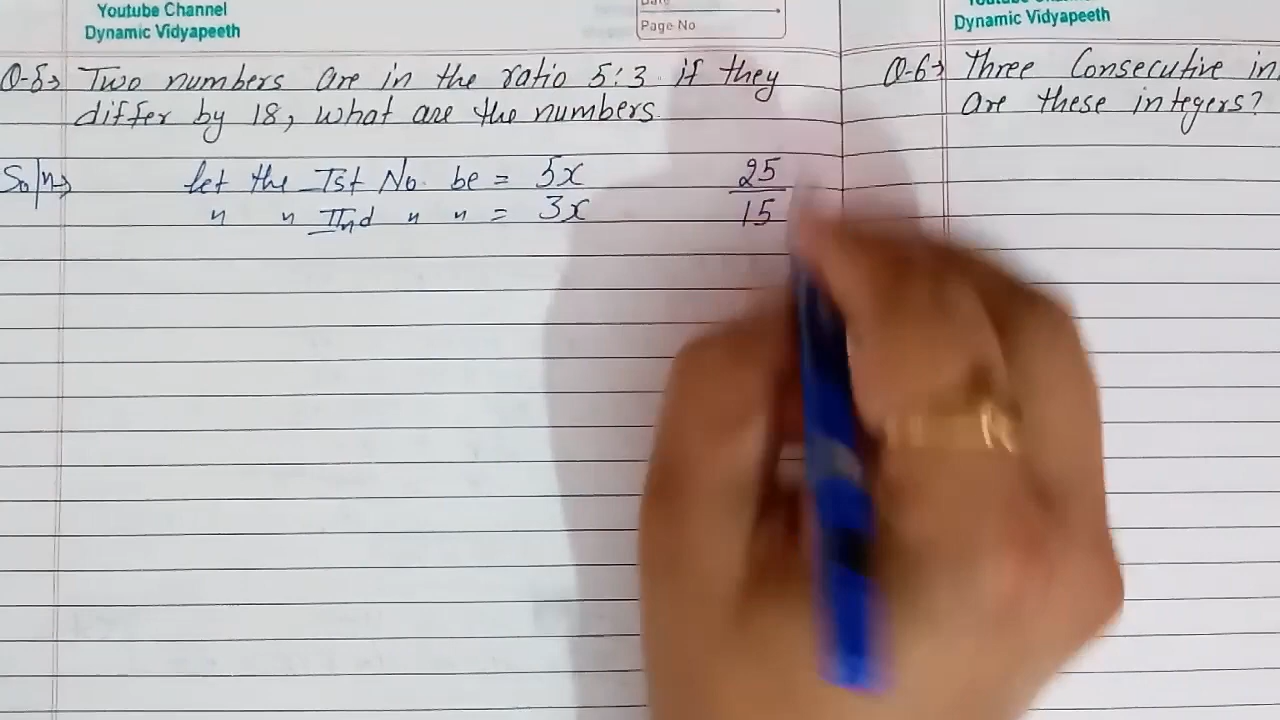 Youtube Channel
Dynamic Vidyapeeth
Page No
Dynamic Vidyapeeth
Q-5→ Two numbers are in the ratio 5:3 if they
differ by 18, what are the numbers.
Soln→ let the Ist No. be = 5x
" " IInd " " = 3x
25
15
Q-6→ Three Consecutive in
are these integers?